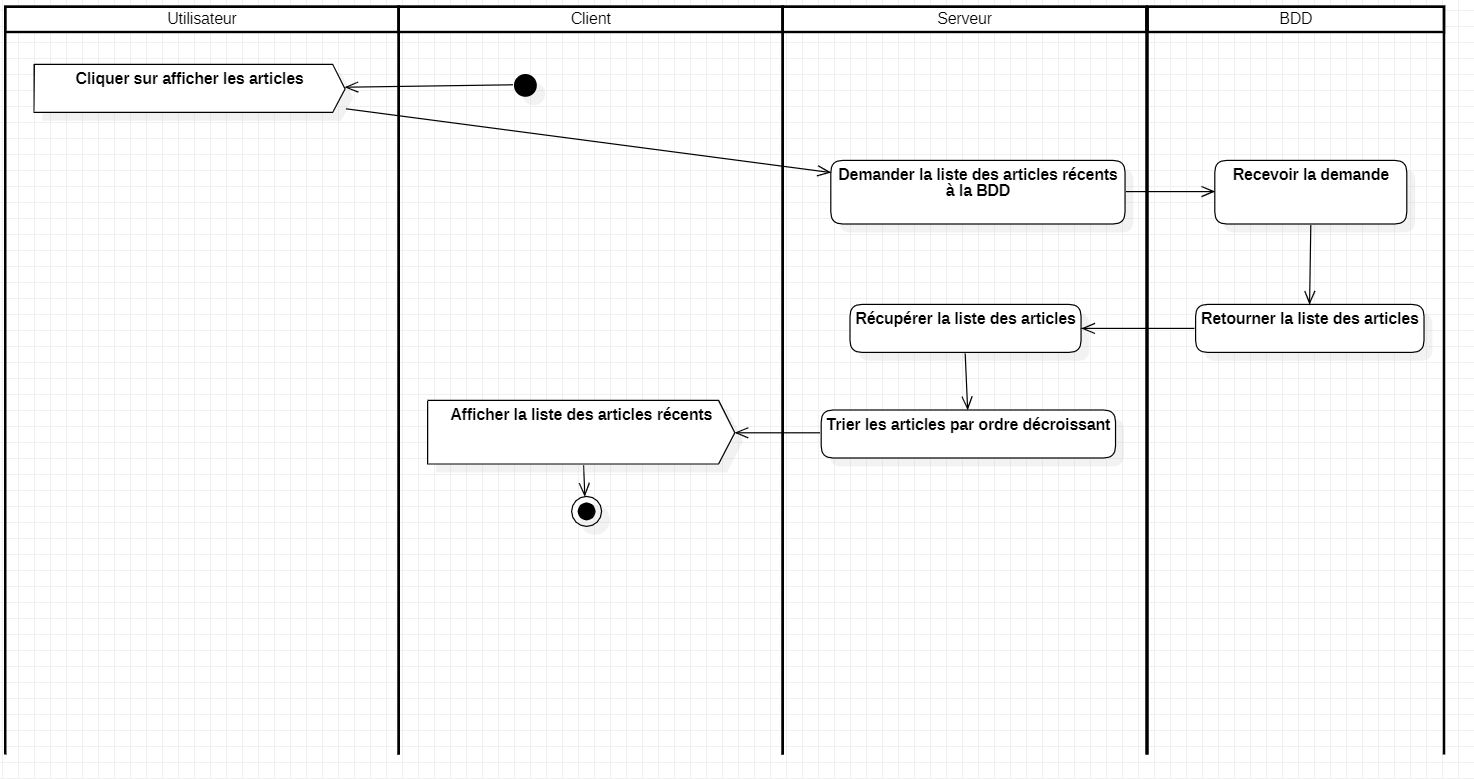 Utilisateur
Client
Serveur
BDD
Cliquer sur afficher les articles
Demander la liste des articles récents
à la BDD
Recevoir la demande
Récupérer la liste des articles
Retourner la liste des articles
Afficher la liste des articles récents
Trier les articles par ordre décroissant